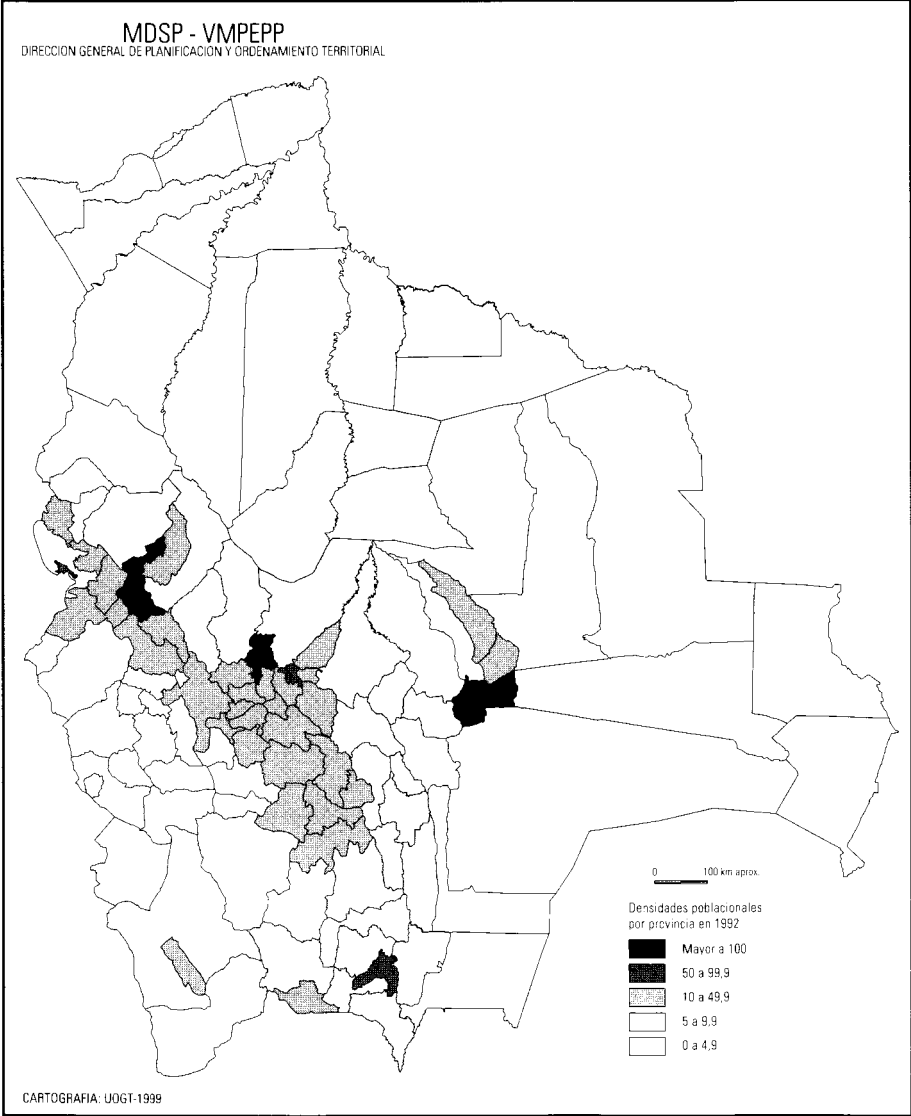 MDSP - VMPEPP
DIRECCION GENERAL DE PLANIFICACION Y ORDENAMIENTO TERRITORIAL
0 100 km aprox.
Densidades poblacionales
por provincia en 1992
Mayor a 100
50 a 99,9
10 a 49,9
5 a 9,9
0 a 4,9
CARTOGRAFIA: UOGT-1999